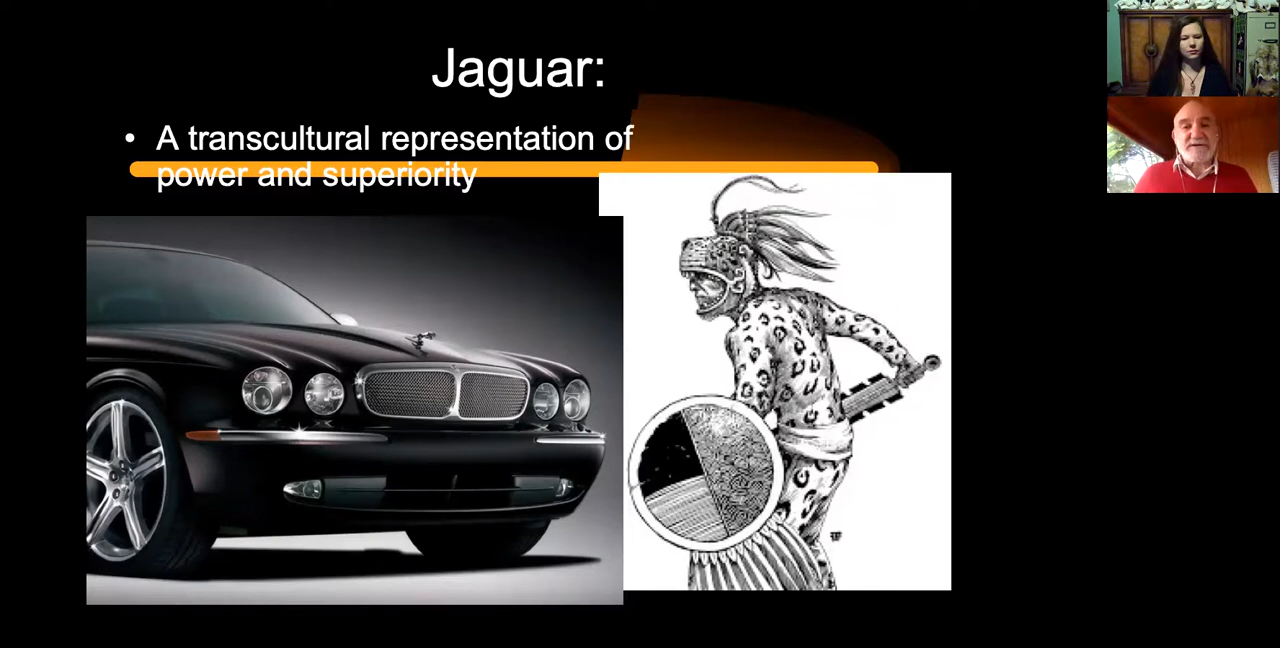 Jaguar:
• A transcultural representation of
power and superiority